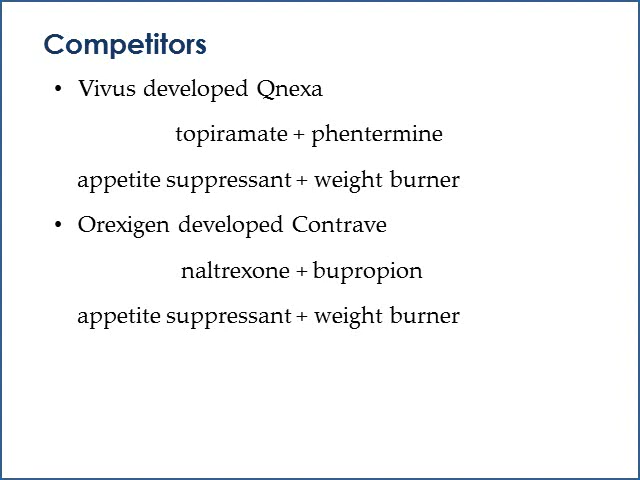 Competitors
• Vivus developed Qnexa
topiramate + phentermine
appetite suppressant + weight burner
• Orexigen developed Contrave
naltrexone + bupropion
appetite suppressant + weight burner